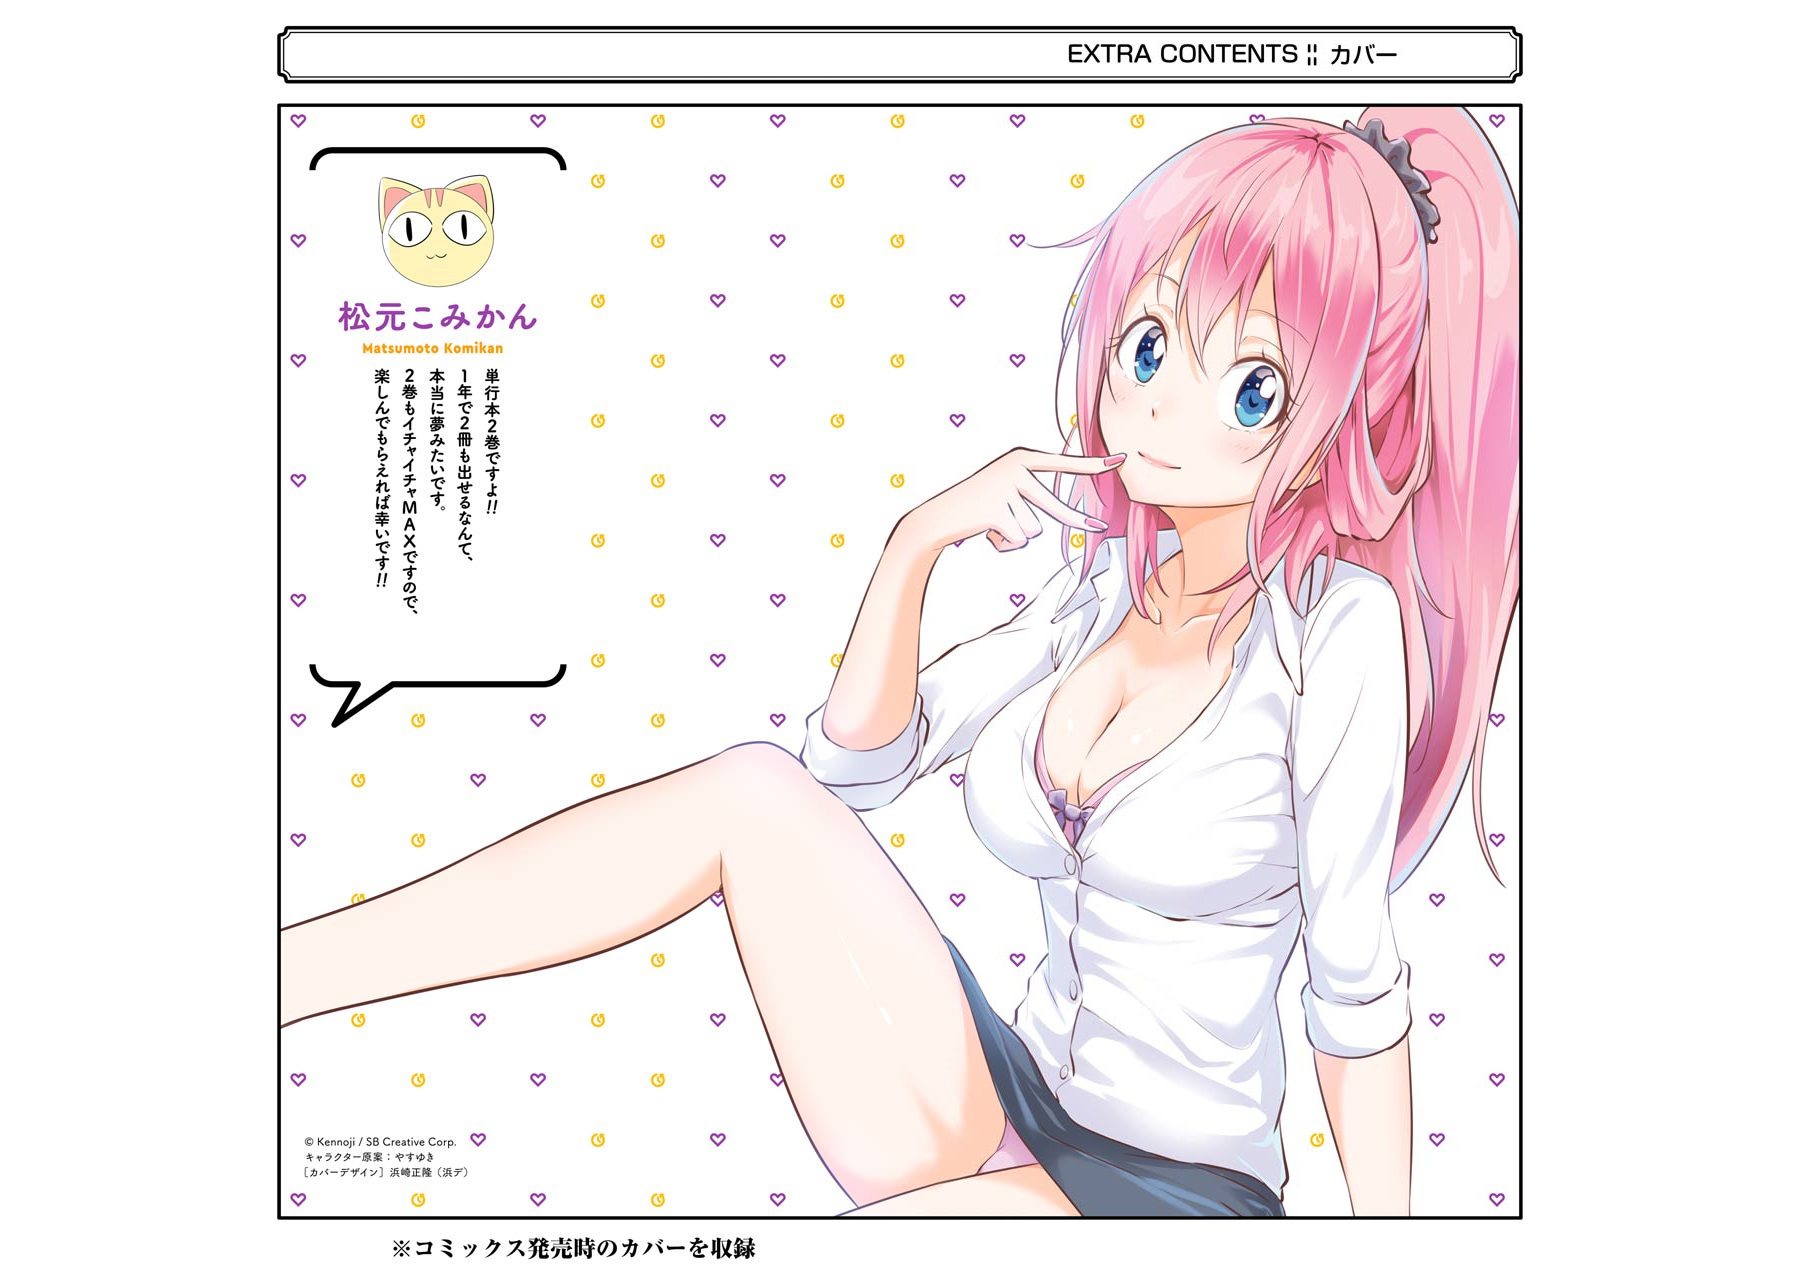 EXTRA CONTENTS ¦¦ カバー
松元こみかん
Matsumoto Komikan
単行本2巻ですよ!!
1年で2冊も出せるなんて、
本当に夢みたいです。
2巻もイチャイチャMAXですので、
楽しんでもらえれば幸いです!!
© Kennoji / SB Creative Corp.
キャラクター原案：やすゆき
［カバーデザイン］浜崎正隆（浜デ）
※コミックス発売時のカバーを収録